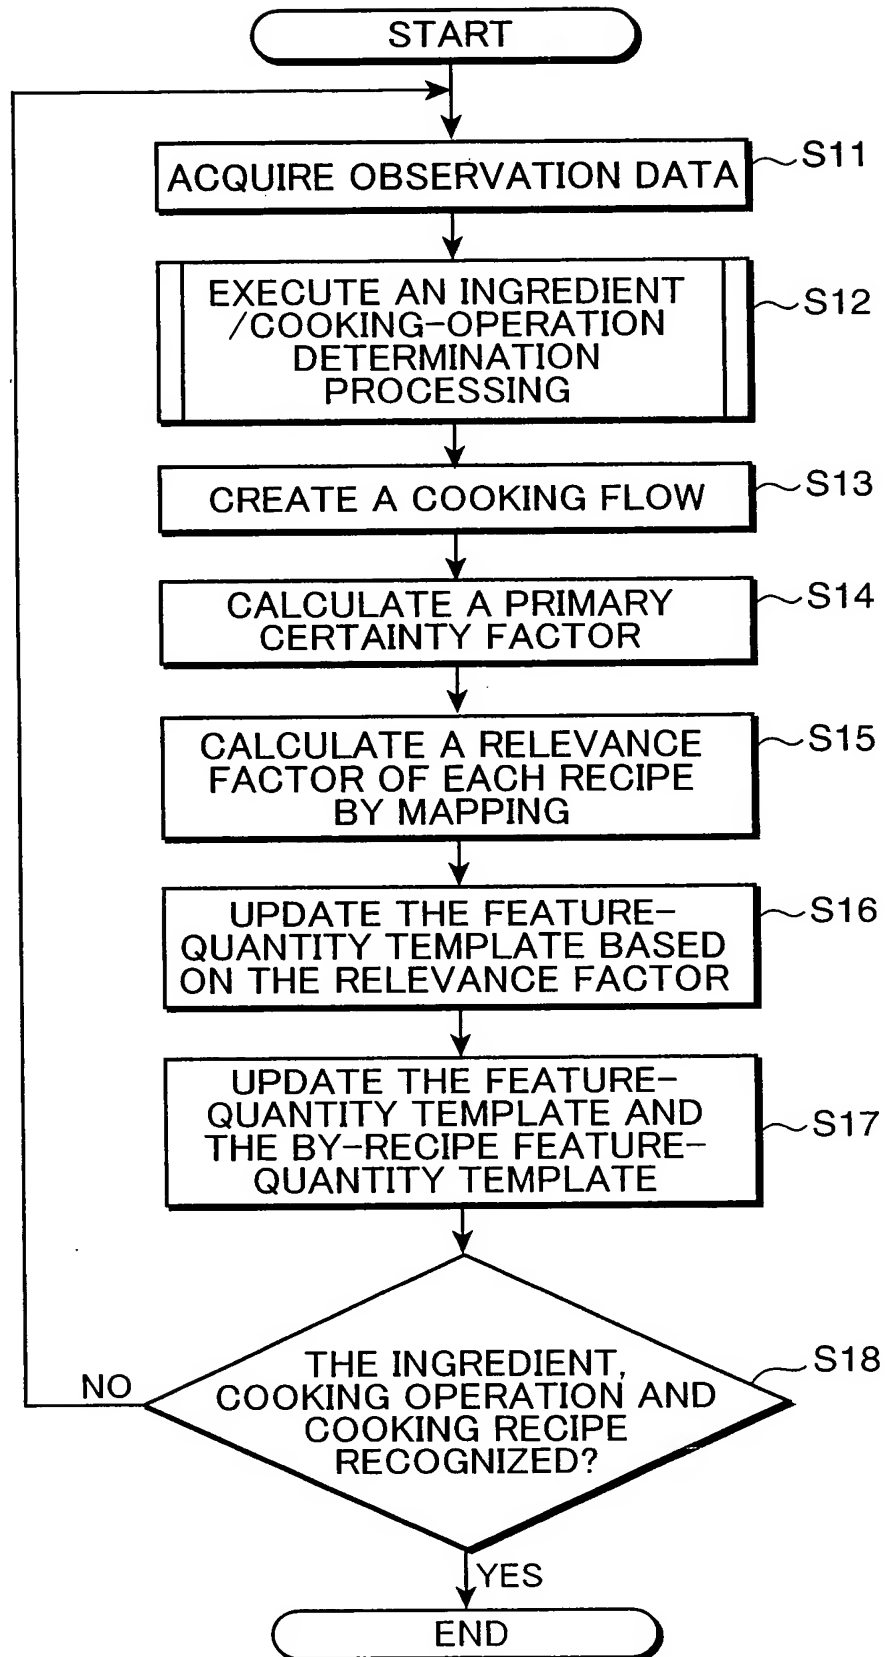 START
ACQUIRE OBSERVATION DATA
S11
EXECUTE AN INGREDIENT
/COOKING-OPERATION
DETERMINATION
PROCESSING
S12
CREATE A COOKING FLOW
S13
CALCULATE A PRIMARY
CERTAINTY FACTOR
S14
CALCULATE A RELEVANCE
FACTOR OF EACH RECIPE
BY MAPPING
S15
UPDATE THE FEATURE-
QUANTITY TEMPLATE BASED
ON THE RELEVANCE FACTOR
S16
UPDATE THE FEATURE-
QUANTITY TEMPLATE AND
THE BY-RECIPE FEATURE-
QUANTITY TEMPLATE
S17
THE INGREDIENT,
COOKING OPERATION AND
COOKING RECIPE
RECOGNIZED?
S18
NO
YES
END